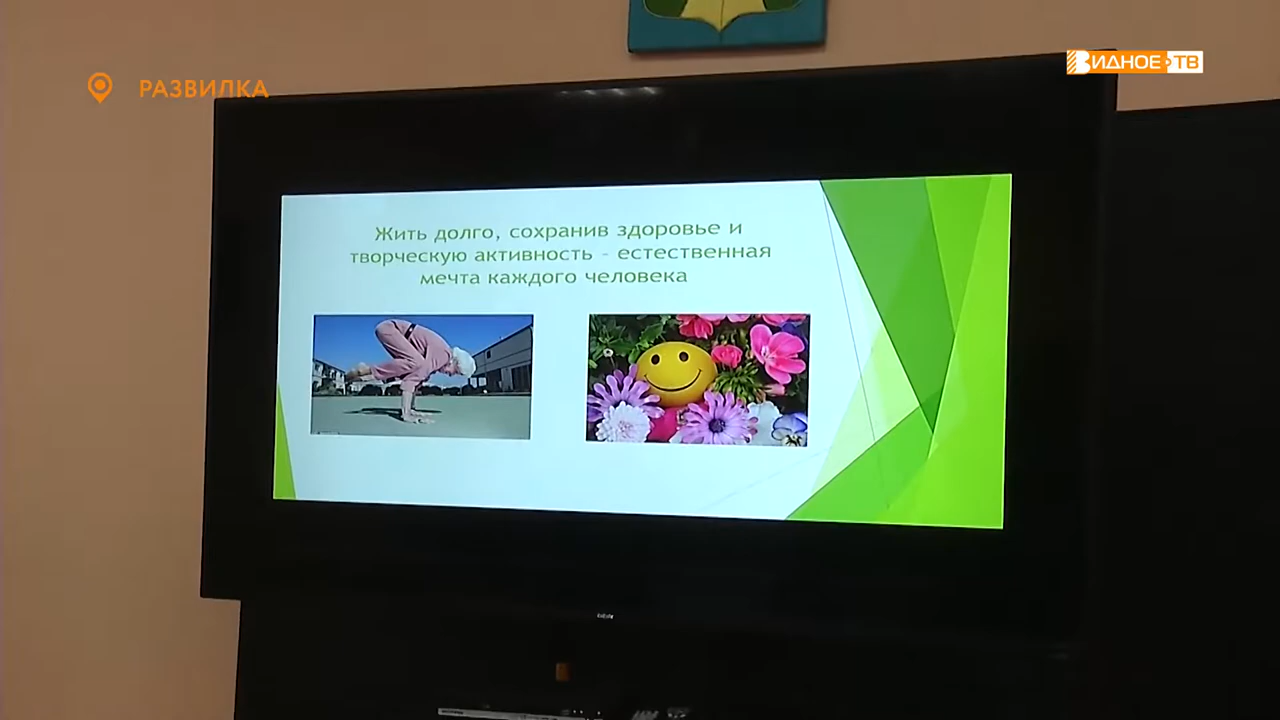 РАЗВИЛКА
ВИДНОЕ ТВ
Жить долго, сохранив здоровье и
творческую активность - естественная
мечта каждого человека